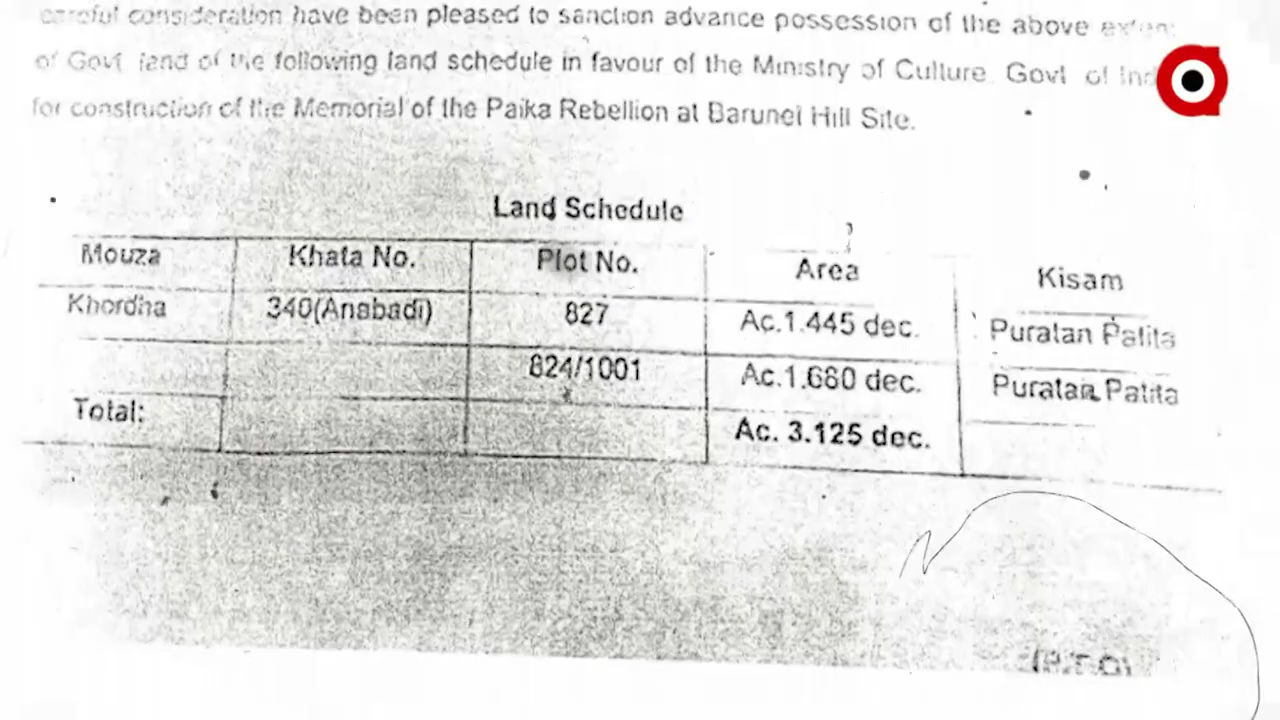 careful consideration have been pleased to sanction advance possession of the above
of Govt land of the following land schedule in favour of the Ministry of Culture Govt of
for construction of the Memorial of the Paika Rebellion at Barunei Hill Site.
Land Schedule
Mouza Khata No. Plot No. Area Kisam
Khordha 340(Anabadi) 827 Ac.1.445 dec. Puratan Patita
824/1001 Ac.1.680 dec. Puratan Patita
Total: Ac. 3.125 dec.
(P.T.O)